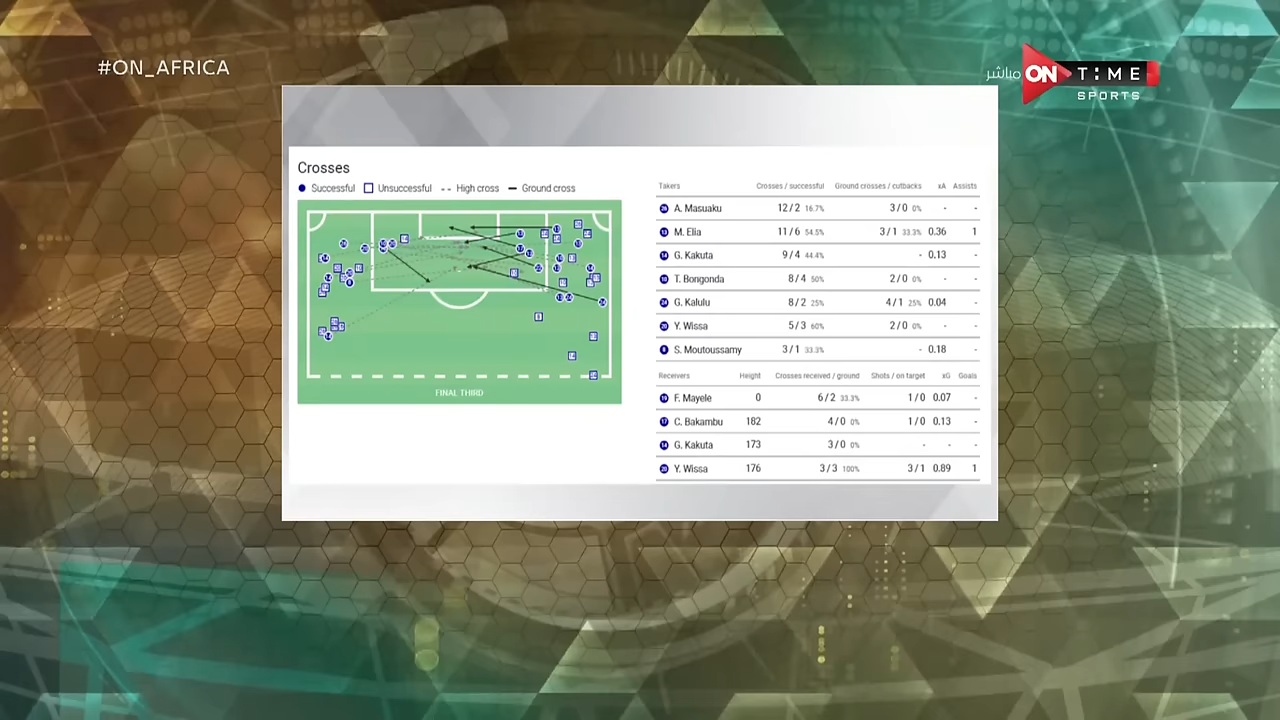 #ON_AFRICA
مباشر
ON TIME
SPORTS
Crosses
Successful Unsuccessful High cross Ground cross
FINAL THIRD
Takers Crosses / successful Ground crosses / cutbacks xA Assists
A. Masuaku 12 / 2 16.7% 3 / 0 0% - -
M. Elia 11 / 6 54.5% 3 / 1 33.3% 0.36 1
G. Kakuta 9 / 4 44.4% - 0.13 -
T. Bongonda 8 / 4 50% 2 / 0 0% - -
G. Kalulu 8 / 2 25% 4 / 1 25% 0.04 -
Y. Wissa 5 / 3 60% 2 / 0 0% - -
S. Moutoussamy 3 / 1 33.3% - 0.18 -
Receivers Height Crosses received / ground Shots / on target xG Goals
F. Mayele 0 6 / 2 33.3% 1 / 0 0.07 -
C. Bakambu 182 4 / 0 0% 1 / 0 0.13 -
G. Kakuta 173 3 / 0 0% - - -
Y. Wissa 176 3 / 3 100% 3 / 1 0.89 1